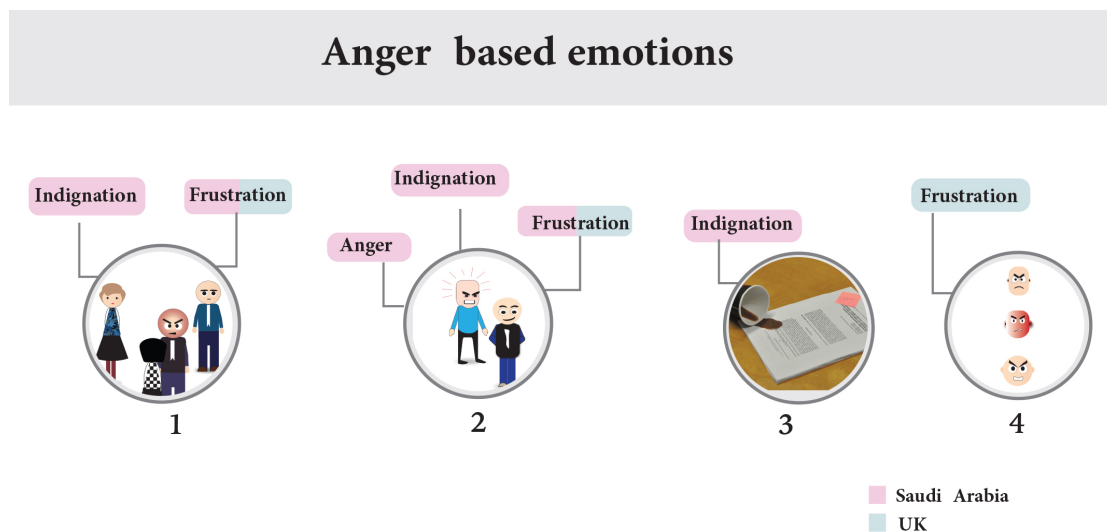 Anger based emotions
Indignation
Frustration
Indignation
Anger
Frustration
Indignation
Frustration
1
2
3
4
Saudi Arabia
UK